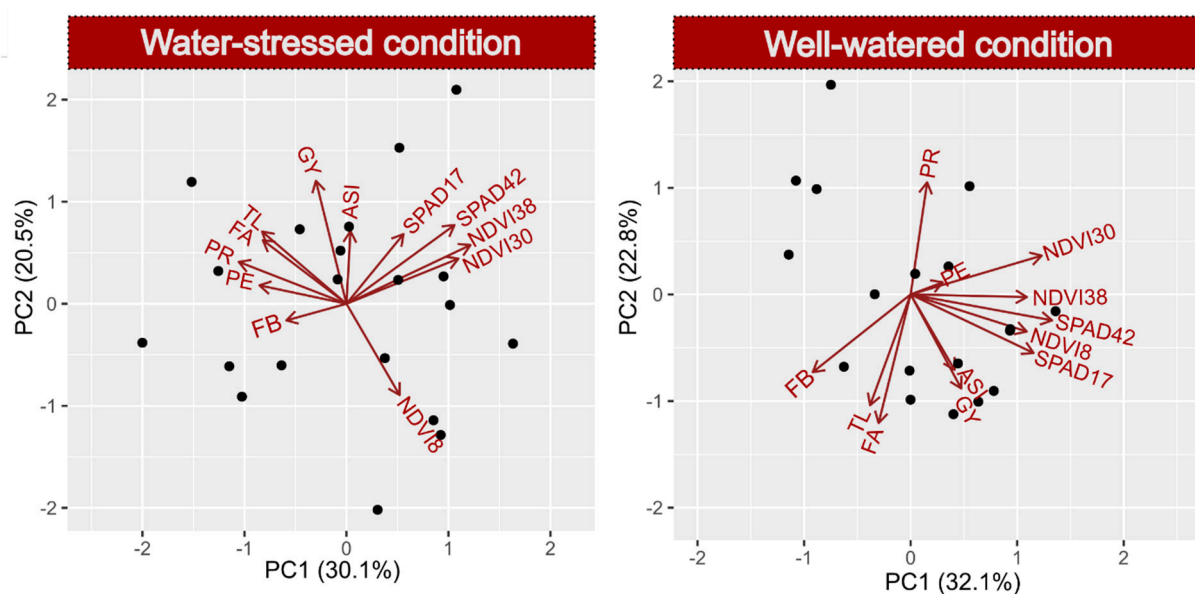 Water-stressed condition
2
1
0
-1
-2
PC2 (20.5%)
GY
ASI
SPAD17
SPAD42
NDVI38
NDVI30
TL
FA
PR
PE
FB
NDVI8
-2
-1
0
1
2
PC1 (30.1%)
Well-watered condition
2
1
0
-1
-2
PC2 (22.8%)
PR
NDVI30
PE
NDVI38
SPAD42
NDVI8
SPAD17
FB
ASI
GY
TL
FA
-2
-1
0
1
2
PC1 (32.1%)